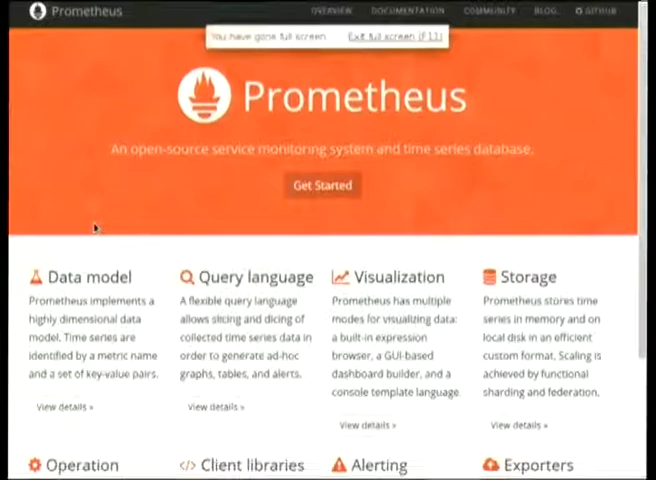 Prometheus
OVERVIEW DOCUMENTATION COMMUNITY BLOG GITHUB
You have gone full screen. Exit full screen (F11)
Prometheus
An open-source service monitoring system and time series database.
Get Started
Data model
Prometheus implements a
highly dimensional data
model. Time series are
identified by a metric name
and a set of key-value pairs.
View details »
Query language
A flexible query language
allows slicing and dicing of
collected time series data in
order to generate ad-hoc
graphs, tables, and alerts.
View details »
Visualization
Prometheus has multiple
modes for visualizing data:
a built-in expression
browser, a GUI-based
dashboard builder, and a
console template language.
View details »
Storage
Prometheus stores time
series in memory and on
local disk in an efficient
custom format. Scaling is
achieved by functional
sharding and federation.
View details »
Operation
Client libraries
Alerting
Exporters